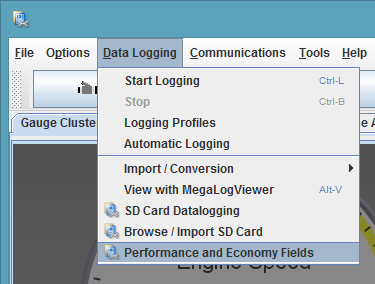 File Options Data Logging Communications Tools Help
Start Logging Ctrl-L
Stop Ctrl-B
Logging Profiles
Gauge Cluste
Automatic Logging
Import / Conversion
View with MegaLogViewer Alt-V
SD Card Datalogging
Browse / Import SD Card
Performance and Economy Fields
Engine Speed